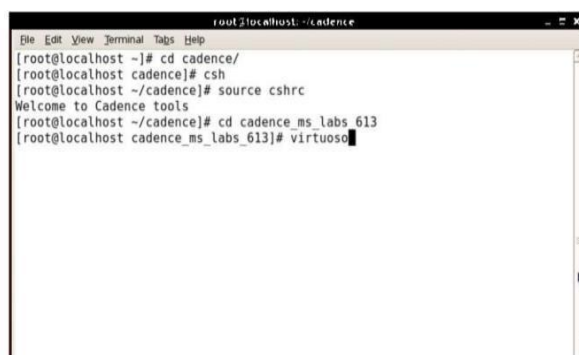 root@localhost:~/cadence
File Edit View Terminal Tabs Help
[root@localhost ~]# cd cadence/
[root@localhost cadence]# csh
[root@localhost ~/cadence]# source cshrc
Welcome to Cadence tools
[root@localhost ~/cadence]# cd cadence_ms_labs_613
[root@localhost cadence_ms_labs_613]# virtuoso